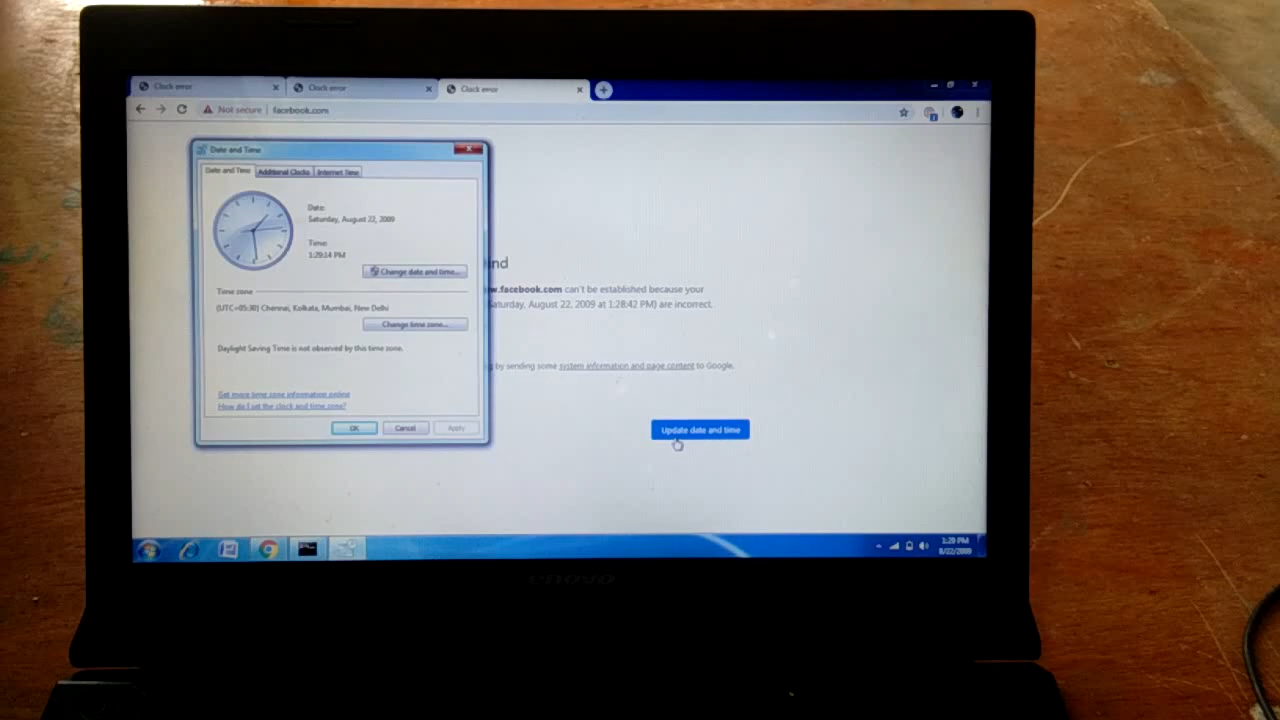 Clock error
Clock error
Clock error
Not secure
facebook.com
Date and Time
Date and Time
Additional Clocks
Internet Time
Date:
Saturday, August 22, 2009
Time:
1:29:14 PM
Change date and time...
Time zone
(UTC+05:30) Chennai, Kolkata, Mumbai, New Delhi
Change time zone...
Daylight Saving Time is not observed by this time zone.
Get more time zone information online
How do I set the clock and time zone?
OK
Cancel
Apply
nd
w.facebook.com can't be established because your
Saturday, August 22, 2009 at 1:28:42 PM) are incorrect.
by sending some system information and page content to Google.
Update date and time
1:29 PM
8/22/2009
lenovo